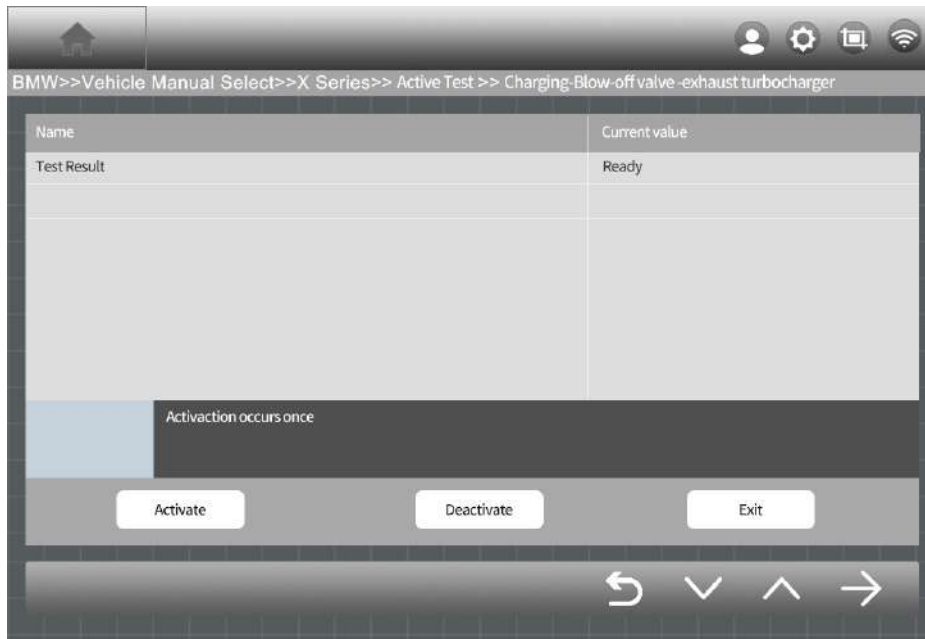 BMW>>Vehicle Manual Select>>X Series>> Active Test >> Charging-Blow-off valve -exhaust turbocharger
Name Current value
Test Result Ready
Activaction occurs once
Activate Deactivate Exit